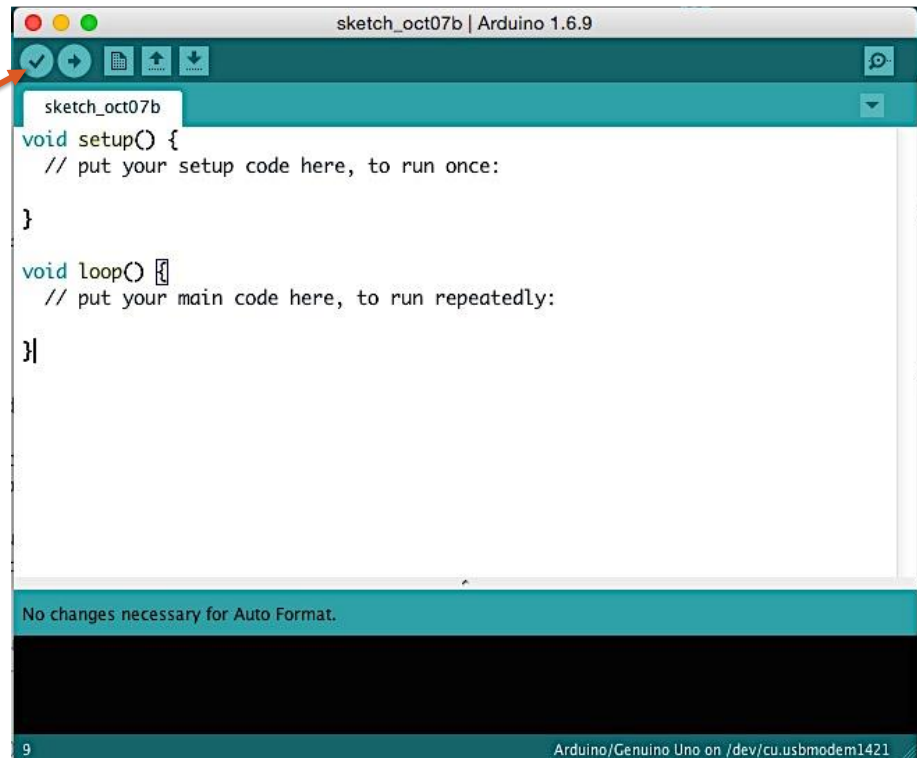 sketch_oct07b | Arduino 1.6.9
sketch_oct07b
void setup() {
  // put your setup code here, to run once:
}
void loop() {
  // put your main code here, to run repeatedly:
}
No changes necessary for Auto Format.
9 Arduino/Genuino Uno on /dev/cu.usbmodem1421